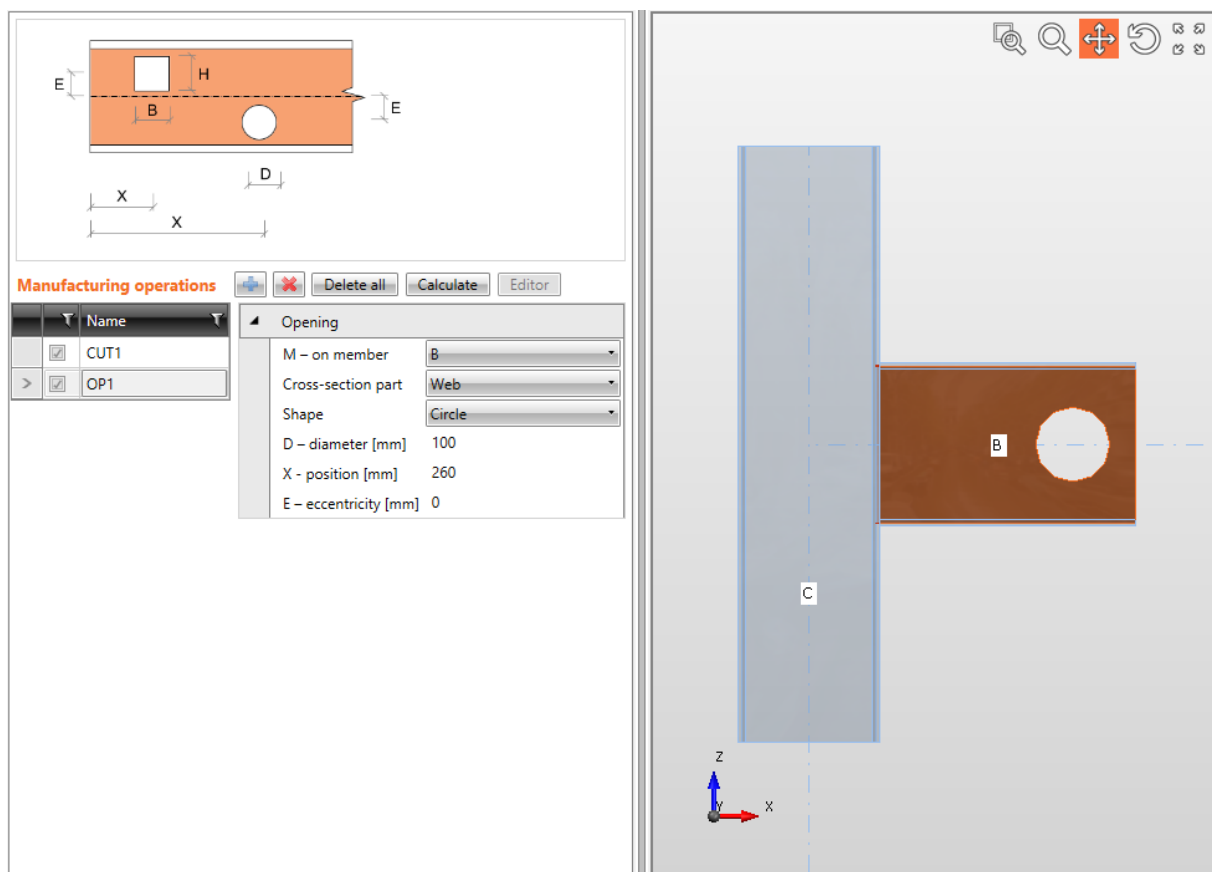 E
H
B
E
D
X
X
Manufacturing operations
Delete all
Calculate
Editor
Name
CUT1
OP1
Opening
M – on member B
Cross-section part Web
Shape Circle
D – diameter [mm] 100
X - position [mm] 260
E – eccentricity [mm] 0
B
C
Z
Y
X